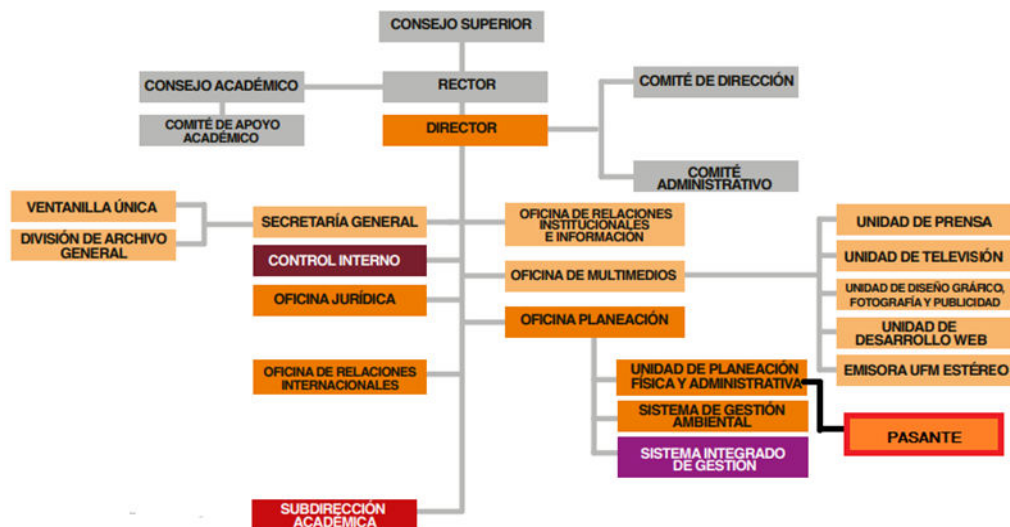 CONSEJO SUPERIOR
CONSEJO ACADÉMICO
RECTOR
COMITÉ DE DIRECCIÓN
COMITÉ DE APOYO
ACADÉMICO
DIRECTOR
COMITÉ
ADMINISTRATIVO
VENTANILLA ÚNICA
DIVISIÓN DE ARCHIVO
GENERAL
SECRETARÍA GENERAL
CONTROL INTERNO
OFICINA JURÍDICA
OFICINA DE RELACIONES
INTERNACIONALES
SUBDIRECCIÓN
ACADÉMICA
OFICINA DE RELACIONES
INSTITUCIONALES
E INFORMACIÓN
OFICINA DE MULTIMEDIOS
OFICINA PLANEACIÓN
UNIDAD DE PLANEACIÓN
FÍSICA Y ADMINISTRATIVA
SISTEMA DE GESTIÓN
AMBIENTAL
SISTEMA INTEGRADO
DE GESTIÓN
UNIDAD DE PRENSA
UNIDAD DE TELEVISIÓN
UNIDAD DE DISEÑO GRÁFICO,
FOTOGRAFÍA Y PUBLICIDAD
UNIDAD DE
DESARROLLO WEB
EMISORA UFM ESTÉREO
PASANTE